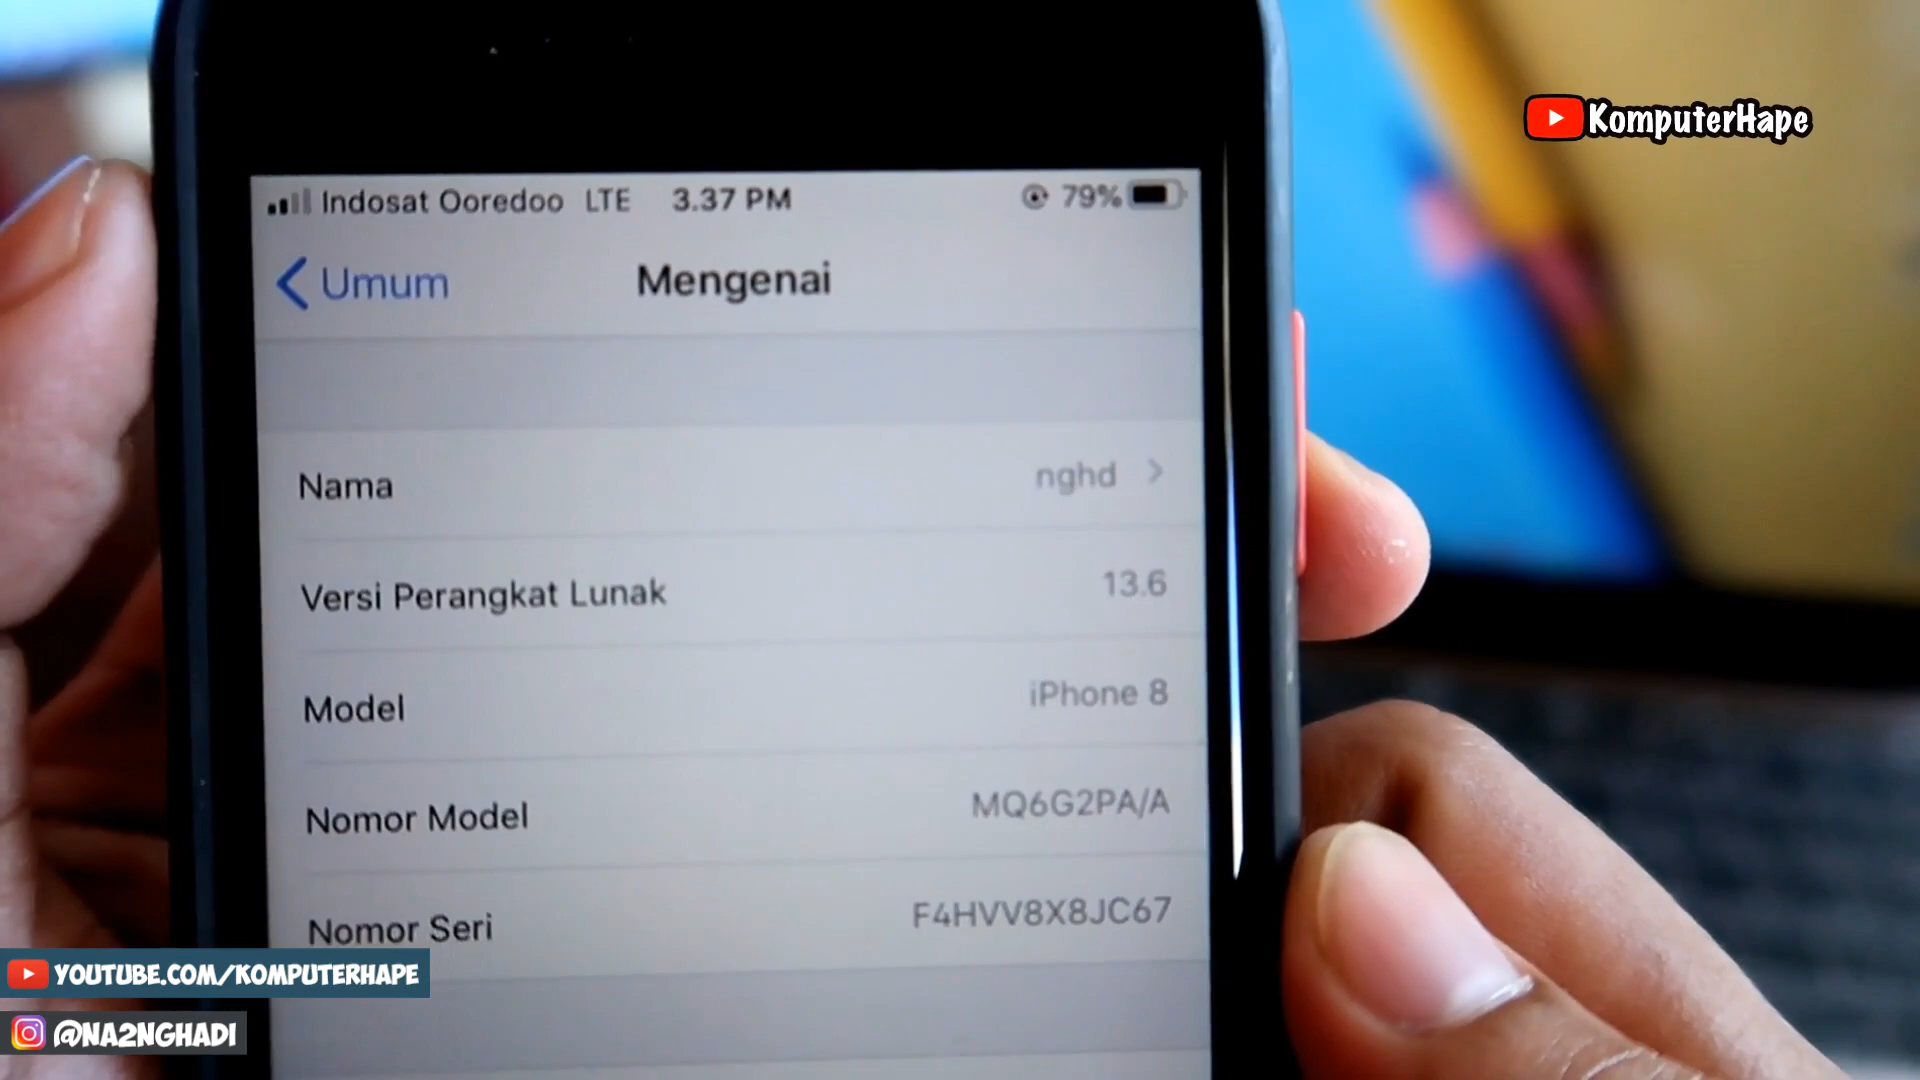 KomputerHape
Indosat Ooredoo LTE 3.37 PM 79%
Umum Mengenai
Nama nghd
Versi Perangkat Lunak 13.6
Model iPhone 8
Nomor Model MQ6G2PA/A
Nomor Seri F4HVV8X8JC67
YOUTUBE.COM/KOMPUTERHAPE
@NA2NGHADI